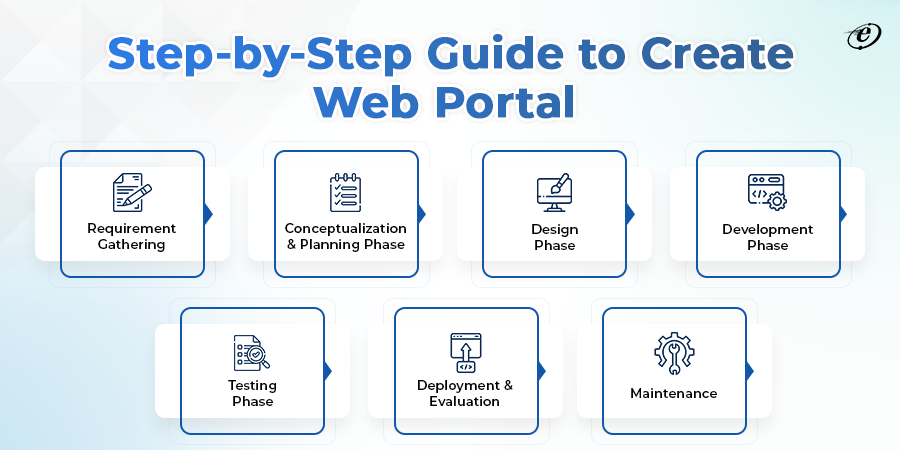 Step-by-Step Guide to Create
Web Portal
e
Requirement
Gathering
Conceptualization
& Planning Phase
Design
Phase
Development
Phase
Testing
Phase
Deployment &
Evaluation
Maintenance